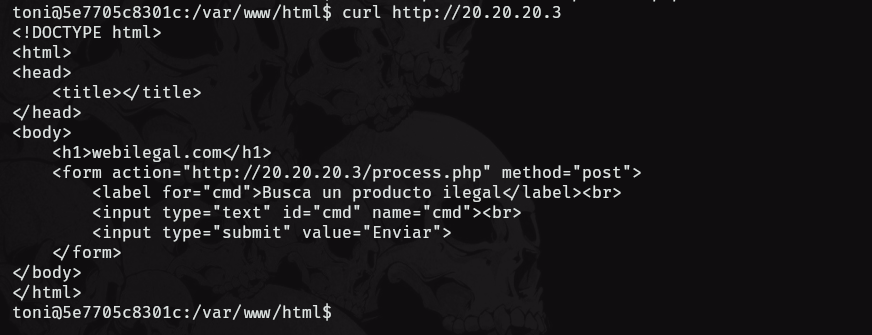 toni@5e7705c8301c:/var/www/html$ curl http://20.20.20.3
<!DOCTYPE html>
<html>
<head>
    <title></title>
</head>
<body>
    <h1>webilegal.com</h1>
    <form action="http://20.20.20.3/process.php" method="post">
        <label for="cmd">Busca un producto ilegal</label><br>
        <input type="text" id="cmd" name="cmd"><br>
        <input type="submit" value="Enviar">
    </form>
</body>
</html>
toni@5e7705c8301c:/var/www/html$